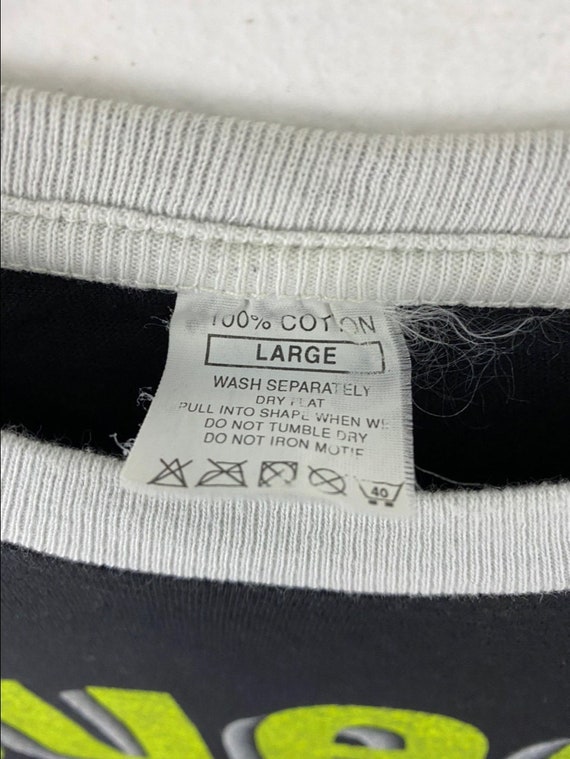 100% COTTON
LARGE
WASH SEPARATELY
DRY FLAT
PULL INTO SHAPE WHEN WE
DO NOT TUMBLE DRY
DO NOT IRON MOTIF
40